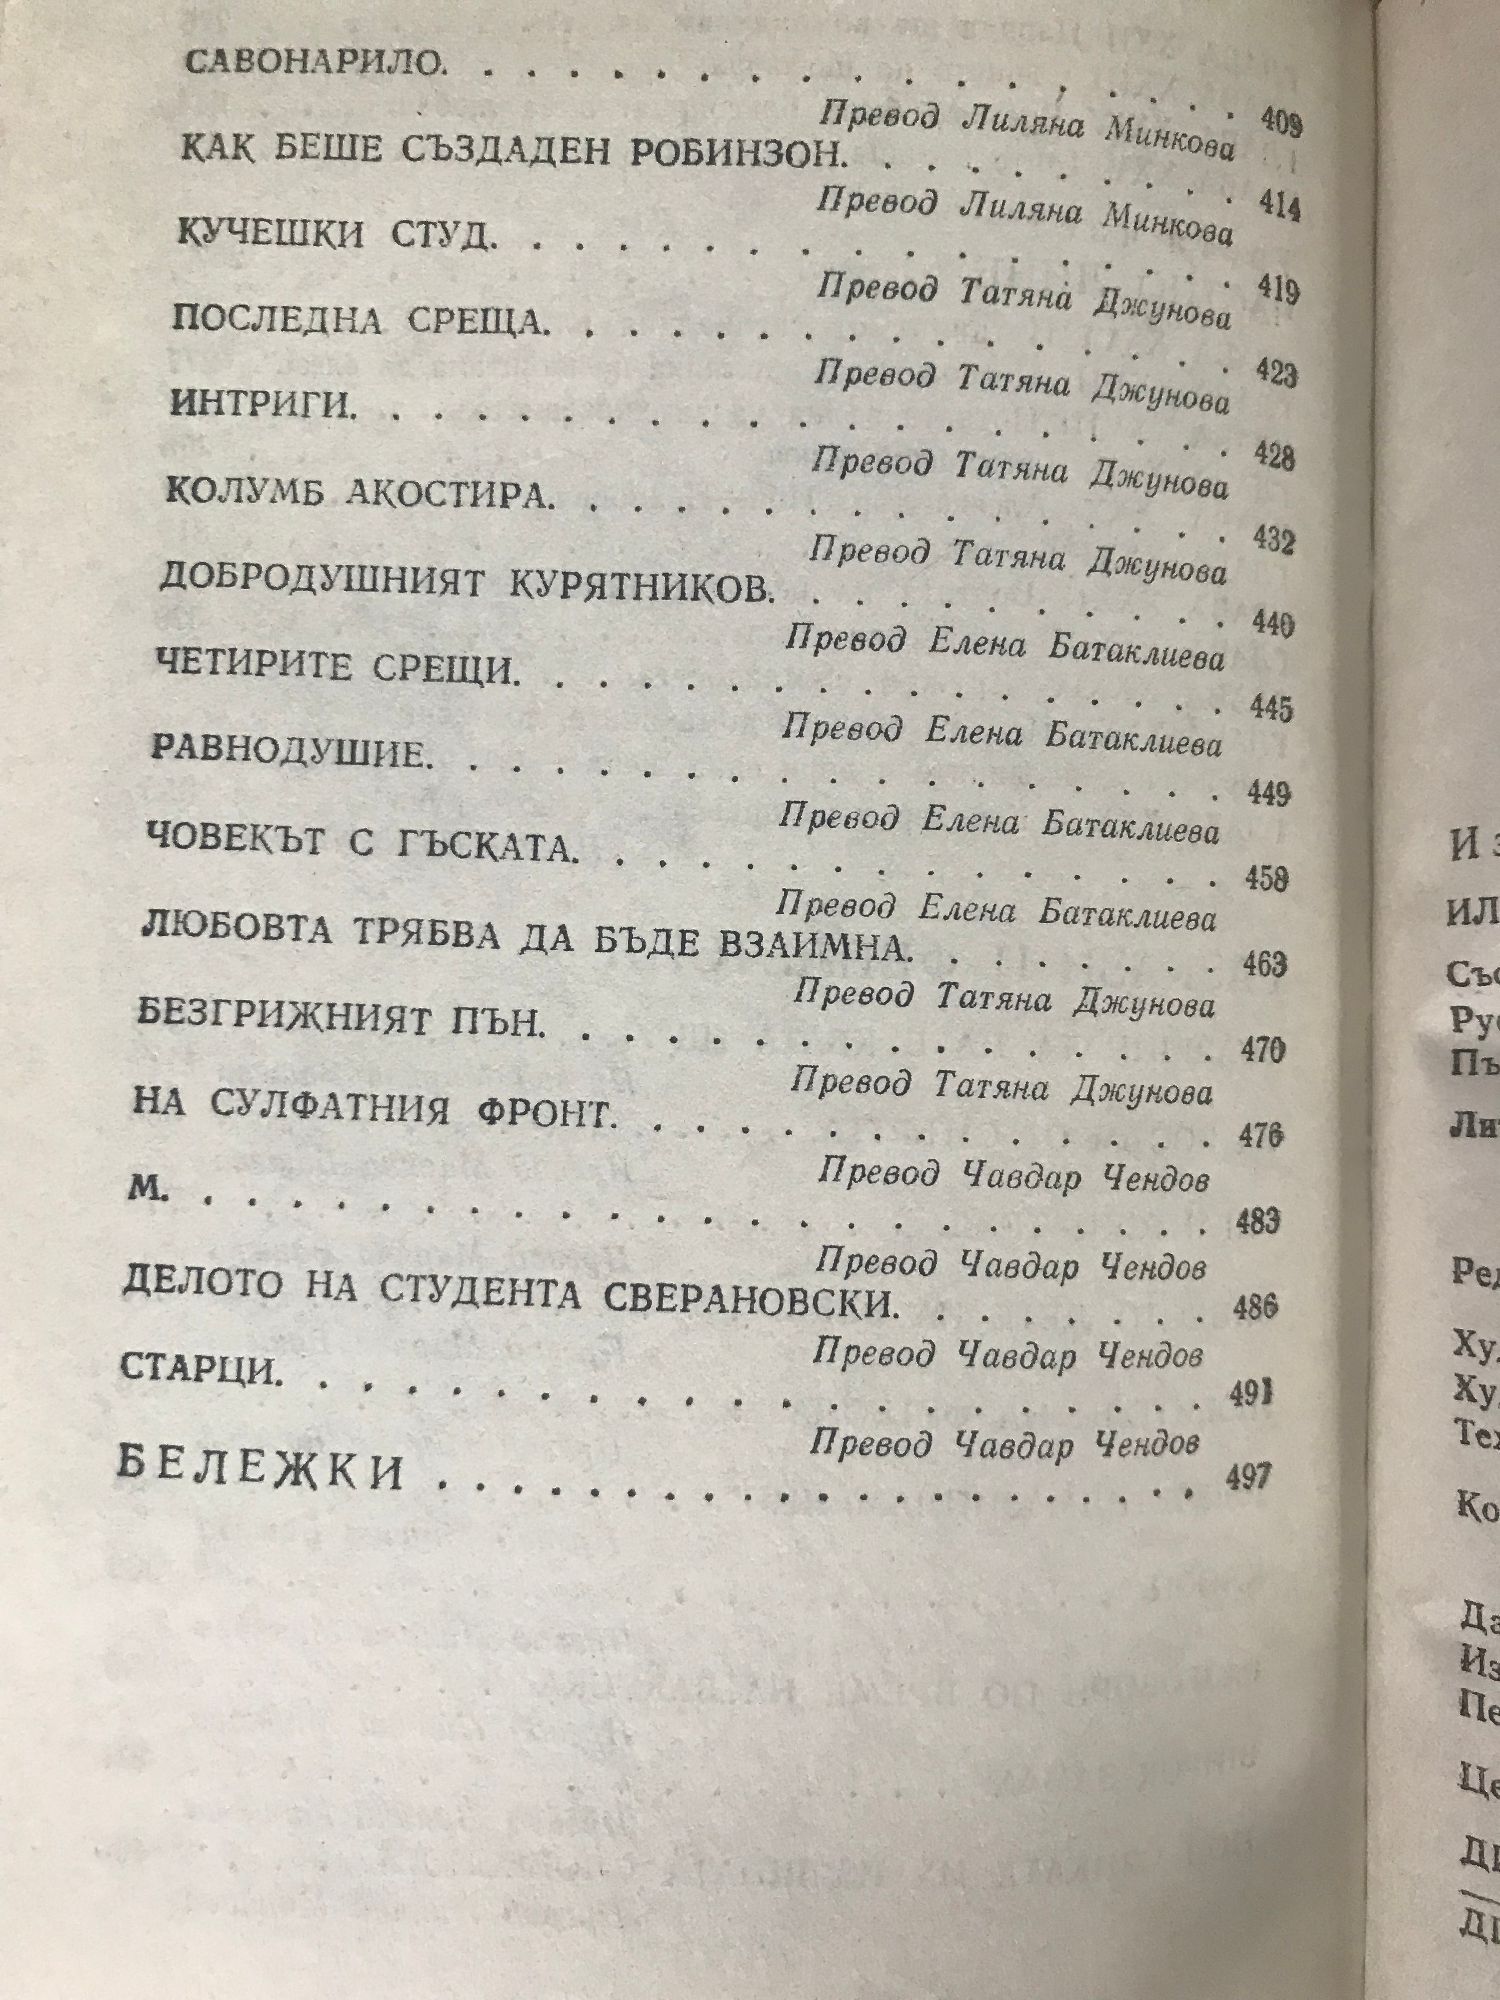 САВОНАРИЛО. . . . . . . . . . . . . . . . . . 409
Превод Лиляна Минкова
КАК БЕШЕ СЪЗДАДЕН РОБИНЗОН. . . . . . . . . . 414
Превод Лиляна Минкова
КУЧЕШКИ СТУД. . . . . . . . . . . . . . . . . . 419
Превод Татяна Джунова
ПОСЛЕДНА СРЕЩА. . . . . . . . . . . . . . . . 423
Превод Татяна Джунова
ИНТРИГИ. . . . . . . . . . . . . . . . . . . . 428
Превод Татяна Джунова
КОЛУМБ АКОСТИРА. . . . . . . . . . . . . . . . 432
Превод Татяна Джунова
ДОБРОДУШНИЯТ КУРЯТНИКОВ. . . . . . . . . . . 440
Превод Елена Батаклиева
ЧЕТИРИТЕ СРЕЩИ. . . . . . . . . . . . . . . . . 445
Превод Елена Батаклиева
РАВНОДУШИЕ. . . . . . . . . . . . . . . . . . . 449
Превод Елена Батаклиева
ЧОВЕКЪТ С ГЪСКАТА. . . . . . . . . . . . . . . 458
Превод Елена Батаклиева
ЛЮБОВТА ТРЯБВА ДА БЪДЕ ВЗАИМНА. . . . . . . . 463
Превод Татяна Джунова
БЕЗГРИЖНИЯТ ПЪН. . . . . . . . . . . . . . . . 470
Превод Татяна Джунова
НА СУЛФАТНИЯ ФРОНТ. . . . . . . . . . . . . . 476
Превод Чавдар Чендов
М. . . . . . . . . . . . . . . . . . . . . . . . . 483
Превод Чавдар Чендов
ДЕЛОТО НА СТУДЕНТА СВЕРАНОВСКИ. . . . . . . . 486
Превод Чавдар Чендов
СТАРЦИ. . . . . . . . . . . . . . . . . . . . . . 491
Превод Чавдар Чендов
БЕЛЕЖКИ . . . . . . . . . . . . . . . . . . . . 497